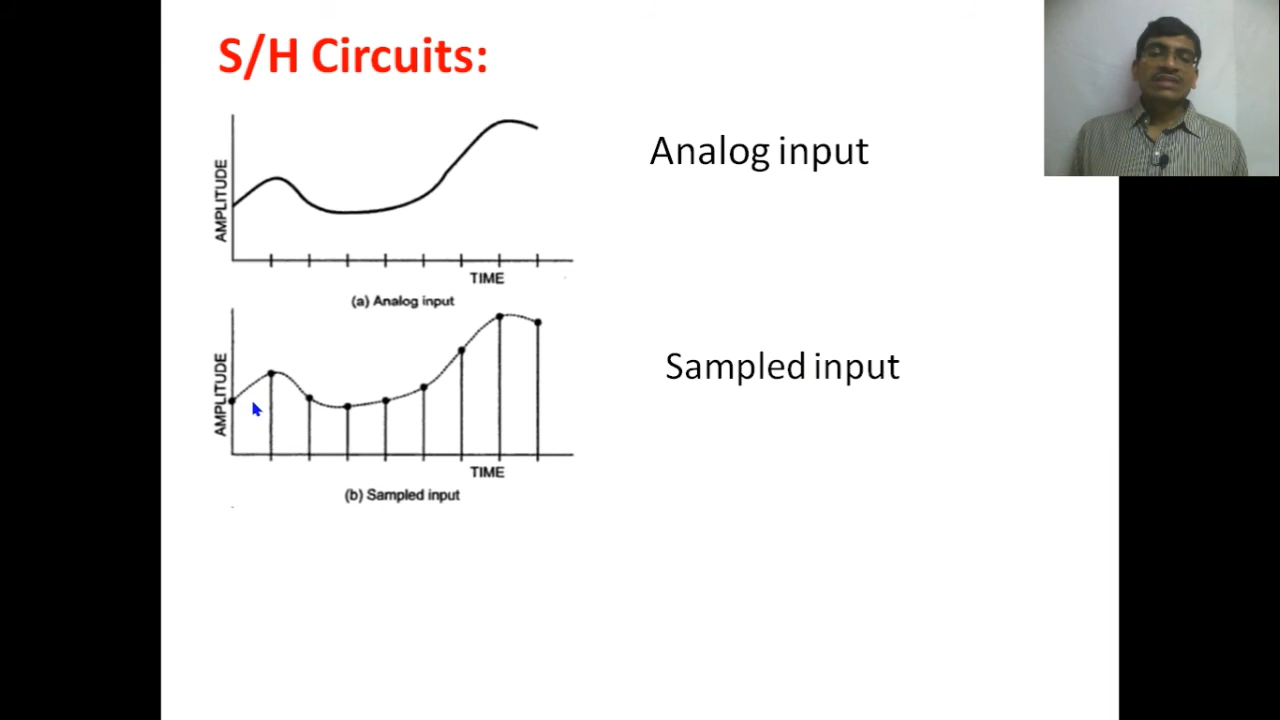 S/H Circuits:
AMPLITUDE
TIME
(a) Analog input
Analog input
AMPLITUDE
TIME
(b) Sampled input
Sampled input